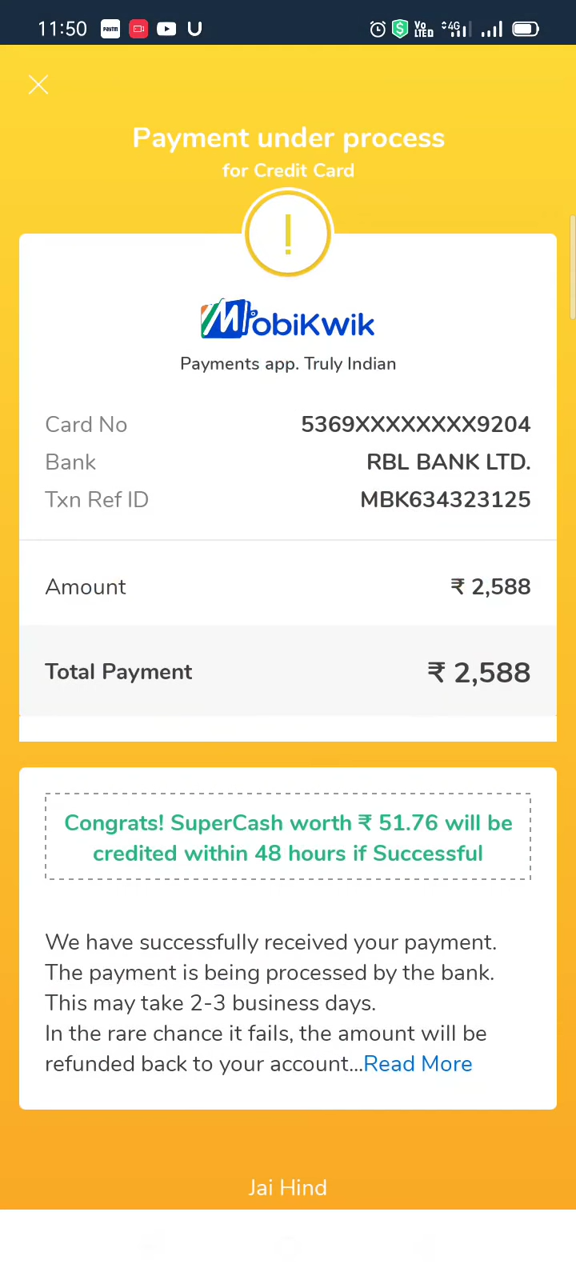 11:50 Paytm U Vo LTED 4G
Payment under process
for Credit Card
!
MobiKwik
Payments app. Truly Indian
Card No 5369XXXXXXXX9204
Bank RBL BANK LTD.
Txn Ref ID MBK634323125
Amount ₹ 2,588
Total Payment ₹ 2,588
Congrats! SuperCash worth ₹ 51.76 will be
credited within 48 hours if Successful
We have successfully received your payment.
The payment is being processed by the bank.
This may take 2-3 business days.
In the rare chance it fails, the amount will be
refunded back to your account...Read More
Jai Hind